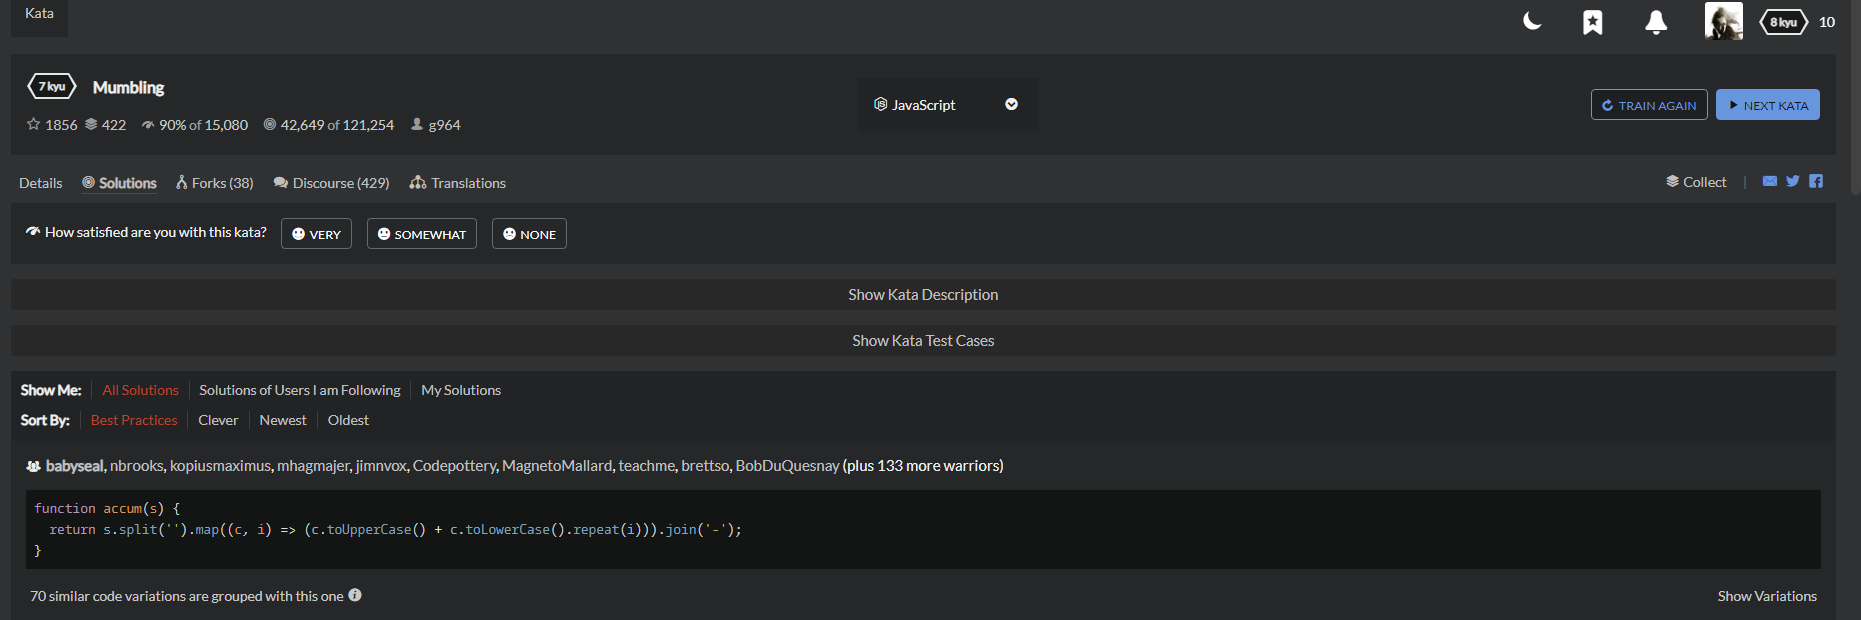 Kata
8 kyu 10
7 kyu Mumbling
JavaScript
TRAIN AGAIN NEXT KATA
1856 422 90% of 15,080 42,649 of 121,254 g964
Details Solutions Forks (38) Discourse (429) Translations
Collect |
How satisfied are you with this kata? VERY SOMEWHAT NONE
Show Kata Description
Show Kata Test Cases
Show Me: All Solutions Solutions of Users I am Following My Solutions
Sort By: Best Practices Clever Newest Oldest
babyseal, nbrooks, kopiusmaximus, mhagmajer, jimnvox, Codepottery, MagnetoMallard, teachme, brettso, BobDuQuesnay (plus 133 more warriors)
function accum(s) {
  return s.split('').map((c, i) => (c.toUpperCase() + c.toLowerCase().repeat(i))).join('-');
}
70 similar code variations are grouped with this one
Show Variations